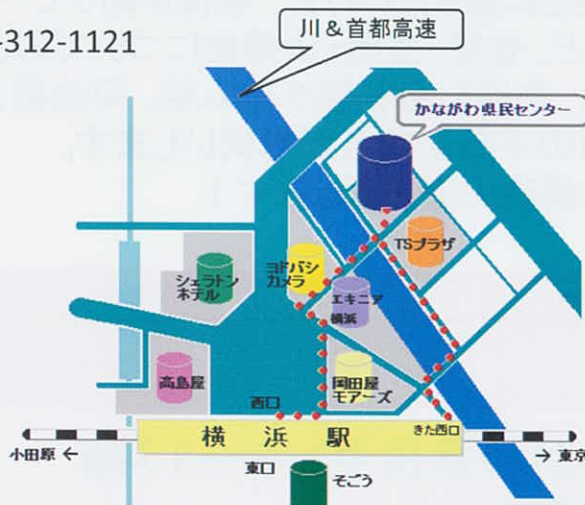 -312-1121
川&首都高速
かながわ県民センター
TSプラザ
ヨドバシ
カメラ
シェラトン
ホテル
エキニア
横浜
高島屋
岡田屋
モアーズ
西口
きた西口
横浜駅
小田原 ←
→ 東京
東口
そごう